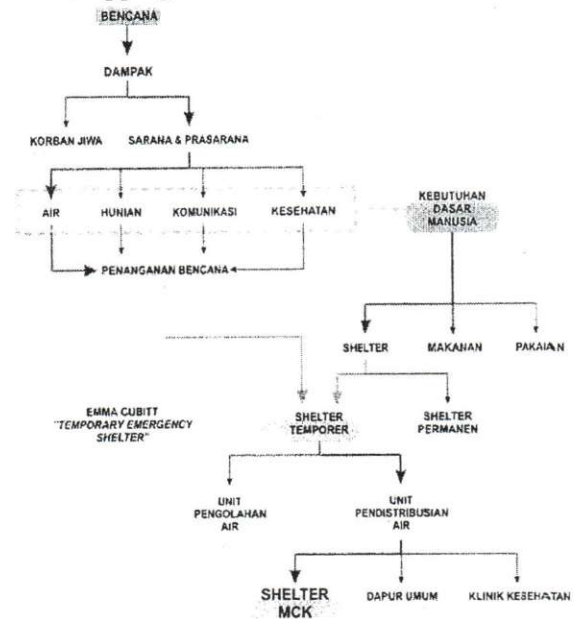 BENCANA
DAMPAK
KORBAN JIWA
SARANA & PRASARANA
AIR
HUNIAN
KOMUNIKASI
KESEHATAN
KEBUTUHAN
DASAR
MANUSIA
PENANGANAN BENCANA
SHELTER
MAKANAN
PAKAIAN
EMMA CUBITT
"TEMPORARY EMERGENCY
SHELTER"
SHELTER
TEMPORER
SHELTER
PERMANEN
UNIT
PENGOLAHAN
AIR
UNIT
PENDISTRIBUSIAN
AIR
SHELTER
MCK
DAPUR UMUM
KLINIK KESEHATAN